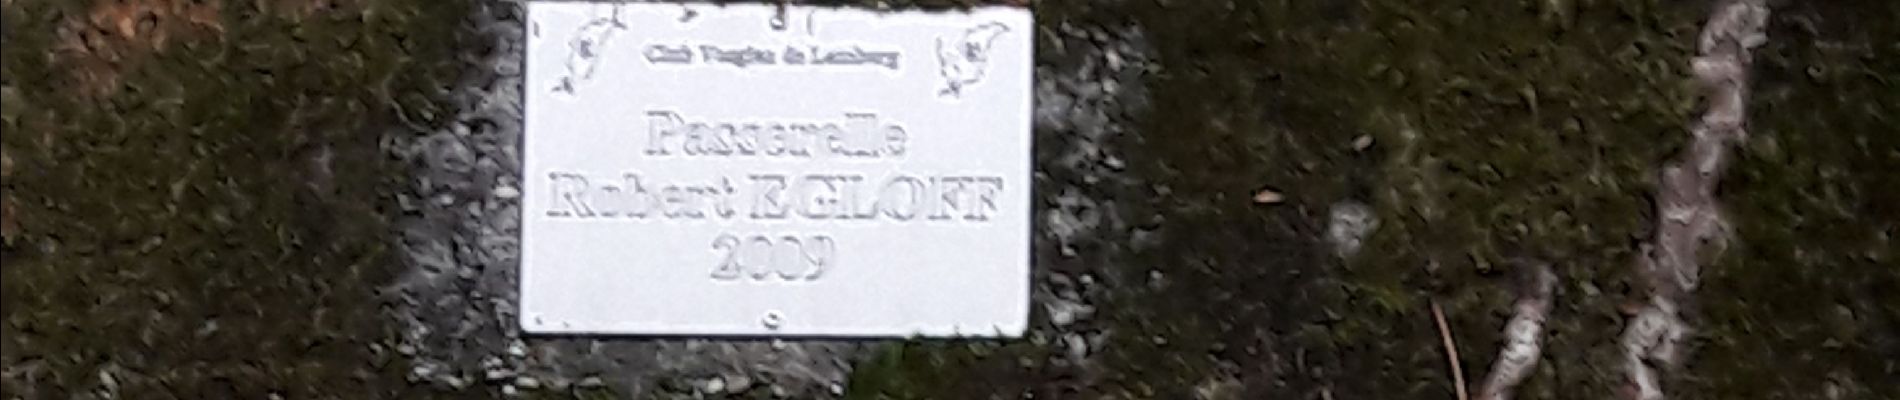 Club Vosgien de Lemberg
Passerelle
Robert EGLOFF
2009